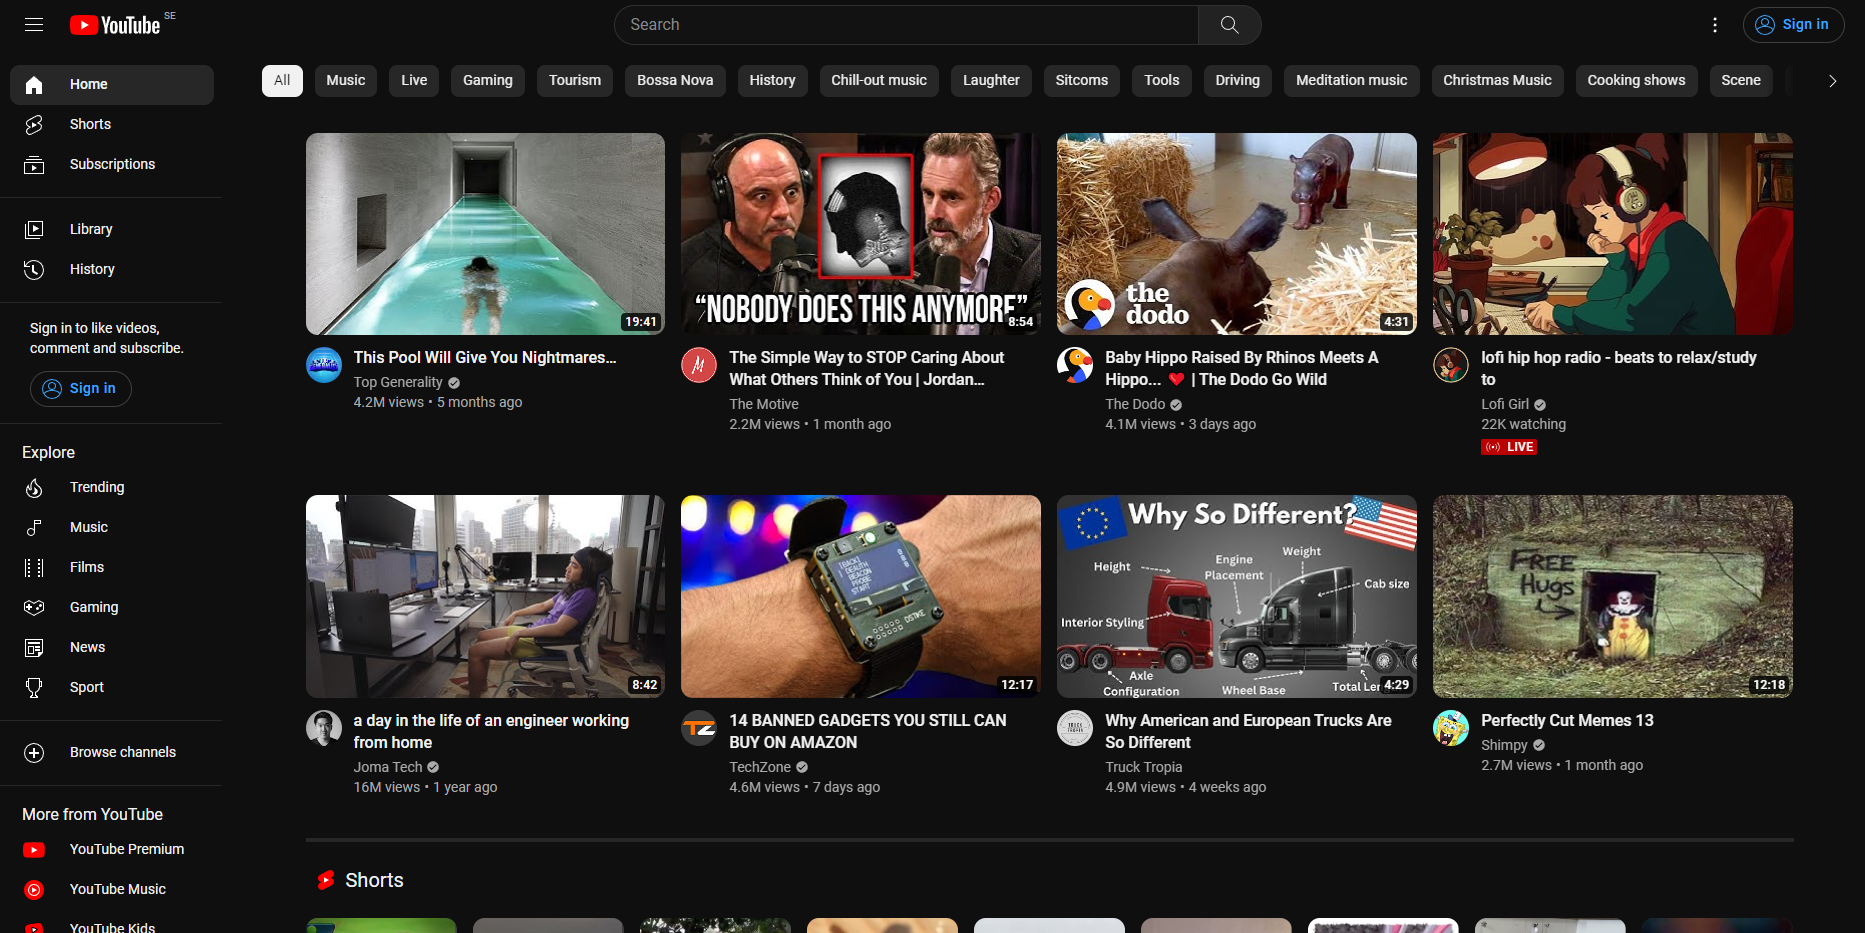 YouTube SE
Search
Sign in
Home
Shorts
Subscriptions
Library
History
Sign in to like videos,
comment and subscribe.
Sign in
Explore
Trending
Music
Films
Gaming
News
Sport
Browse channels
More from YouTube
YouTube Premium
YouTube Music
YouTube Kids
All
Music
Live
Gaming
Tourism
Bossa Nova
History
Chill-out music
Laughter
Sitcoms
Tools
Driving
Meditation music
Christmas Music
Cooking shows
Scene
19:41
This Pool Will Give You Nightmares...
Top Generality
4.2M views • 5 months ago
“NOBODY DOES THIS ANYMORE”
8:54
The Simple Way to STOP Caring About
What Others Think of You | Jordan...
The Motive
2.2M views • 1 month ago
the
dodo
4:31
Baby Hippo Raised By Rhinos Meets A
Hippo... ❤️ | The Dodo Go Wild
The Dodo
4.1M views • 3 days ago
lofi hip hop radio - beats to relax/study
to
Lofi Girl
22K watching
LIVE
8:42
a day in the life of an engineer working
from home
Joma Tech
16M views • 1 year ago
[BACK]
DEAUTH
BEACON
PROBE
START
DSTIKE
12:17
TZ
14 BANNED GADGETS YOU STILL CAN
BUY ON AMAZON
TechZone
4.6M views • 7 days ago
Why So Different?
Height
Engine
Placement
Weight
Cab size
Interior Styling
Axle
Configuration
Wheel Base
Total Len
4:29
TRUCK
TROPIA
Why American and European Trucks Are
So Different
Truck Tropia
4.9M views • 4 weeks ago
FREE
HUGS
12:18
Perfectly Cut Memes 13
Shimpy
2.7M views • 1 month ago
Shorts